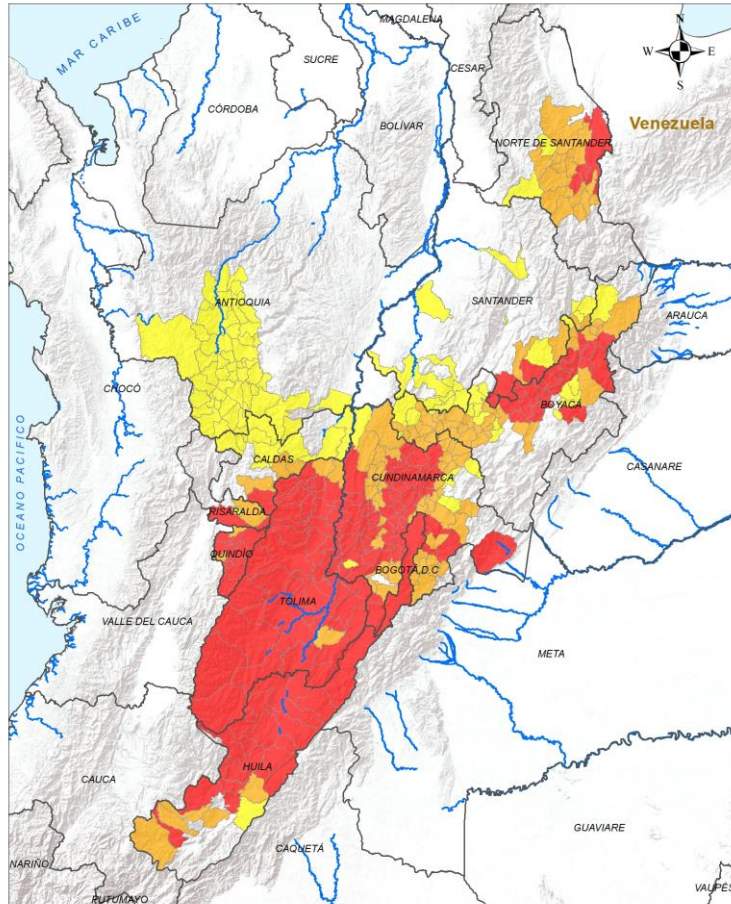 MAGDALENA
N
W E
S
MAR CARIBE
SUCRE
CESAR
CÓRDOBA
BOLÍVAR
Venezuela
NORTE DE SANTANDER
ANTIOQUIA
SANTANDER
ARAUCA
CHOCÓ
BOYACÁ
CALDAS
CUNDINAMARCA
CASANARE
OCEANO PACIFICO
RISARALDA
QUINDÍO
BOGOTÁ, D.C
TOLIMA
VALLE DEL CAUCA
META
HUILA
CAUCA
GUAVIARE
CAQUETÁ
NARIÑO
PUTUMAYO
VAUPÉS